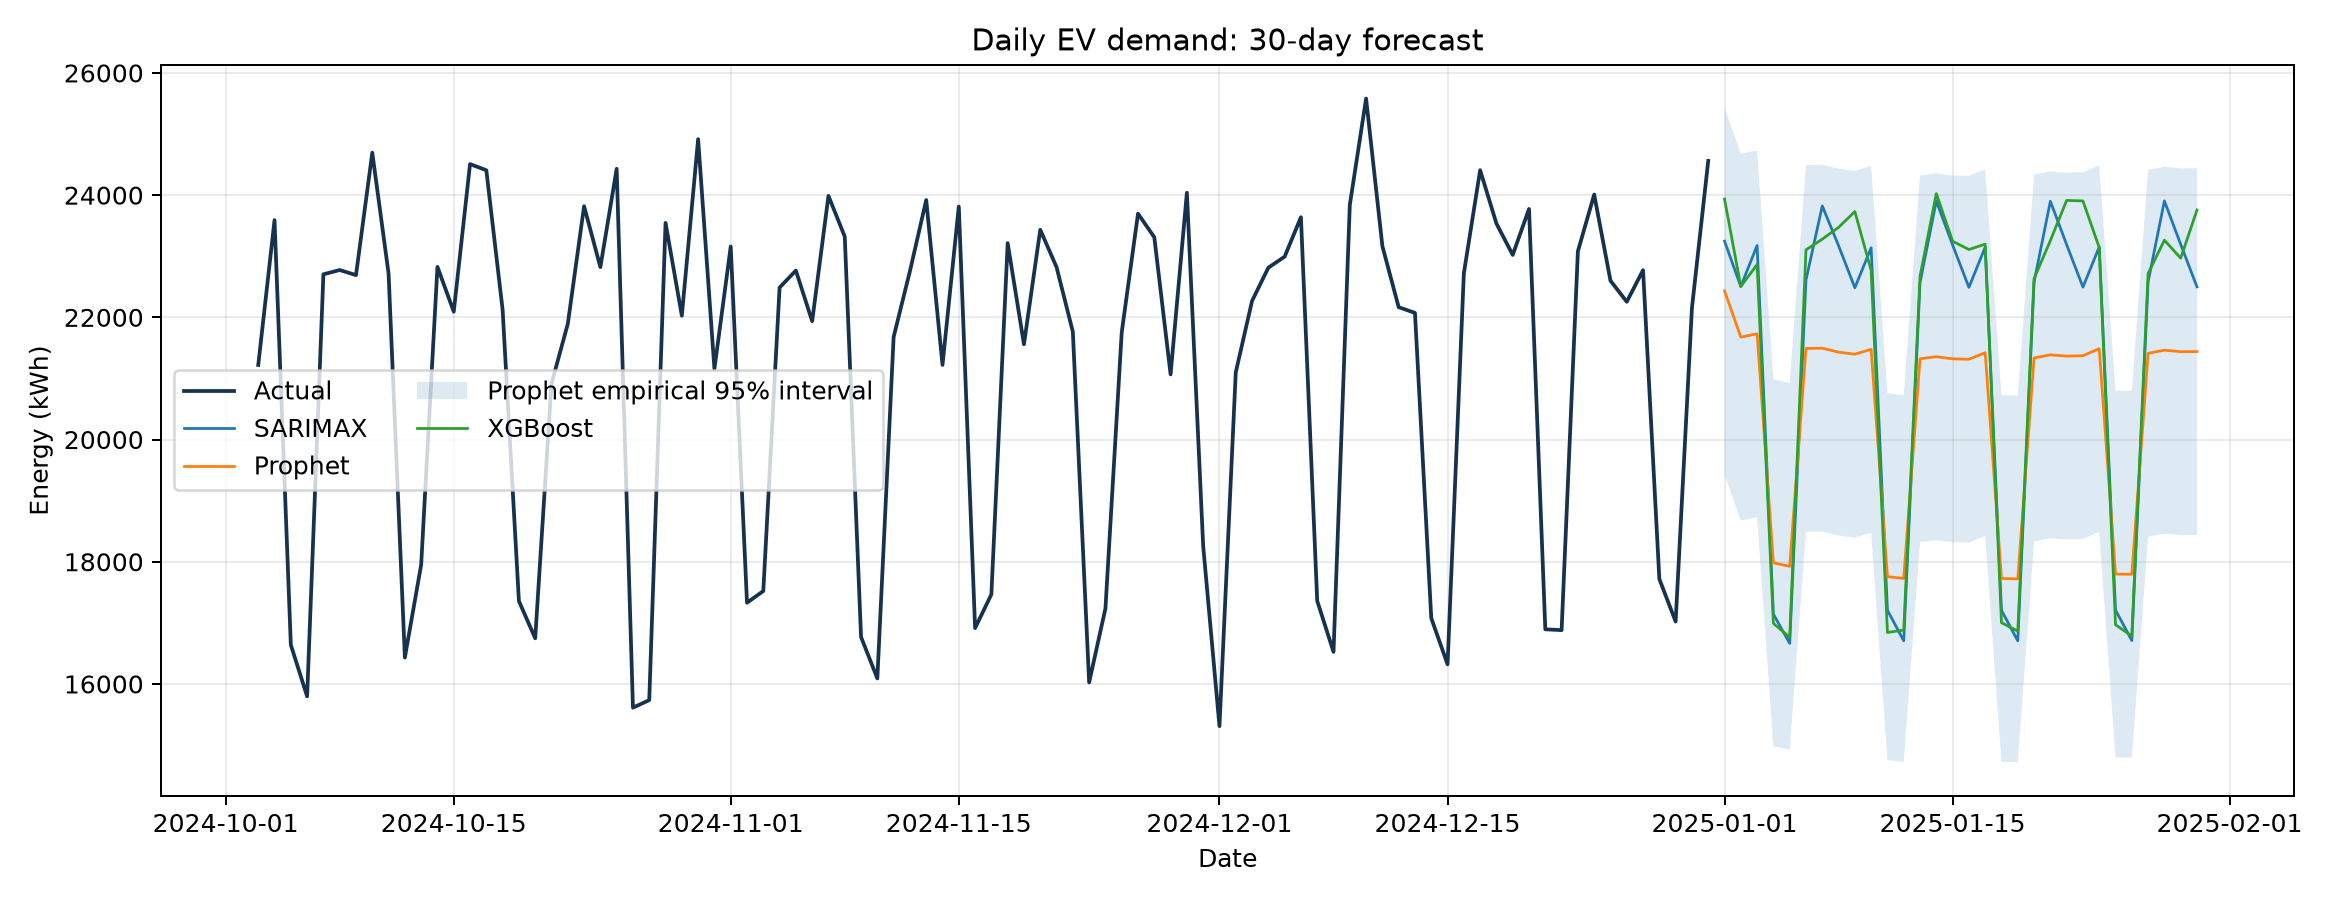 Daily EV demand: 30-day forecast
26000
24000
22000
20000
18000
16000
Energy (kWh)
Actual
SARIMAX
Prophet
Prophet empirical 95% interval
XGBoost
2024-10-01 2024-10-15 2024-11-01 2024-11-15 2024-12-01 2024-12-15 2025-01-01 2025-01-15 2025-02-01
Date